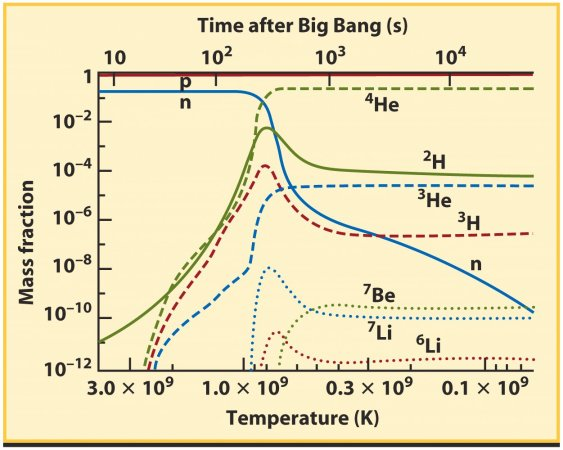 Time after Big Bang (s)
10 10² 10³ 10⁴
1
p
n
⁴He
10⁻²
²H
10⁻⁴
³He
³H
10⁻⁶
n
10⁻⁸
⁷Be
10⁻¹⁰
⁷Li ⁶Li
10⁻¹²
Mass fraction
3.0 × 10⁹ 1.0 × 10⁹ 0.3 × 10⁹ 0.1 × 10⁹
Temperature (K)